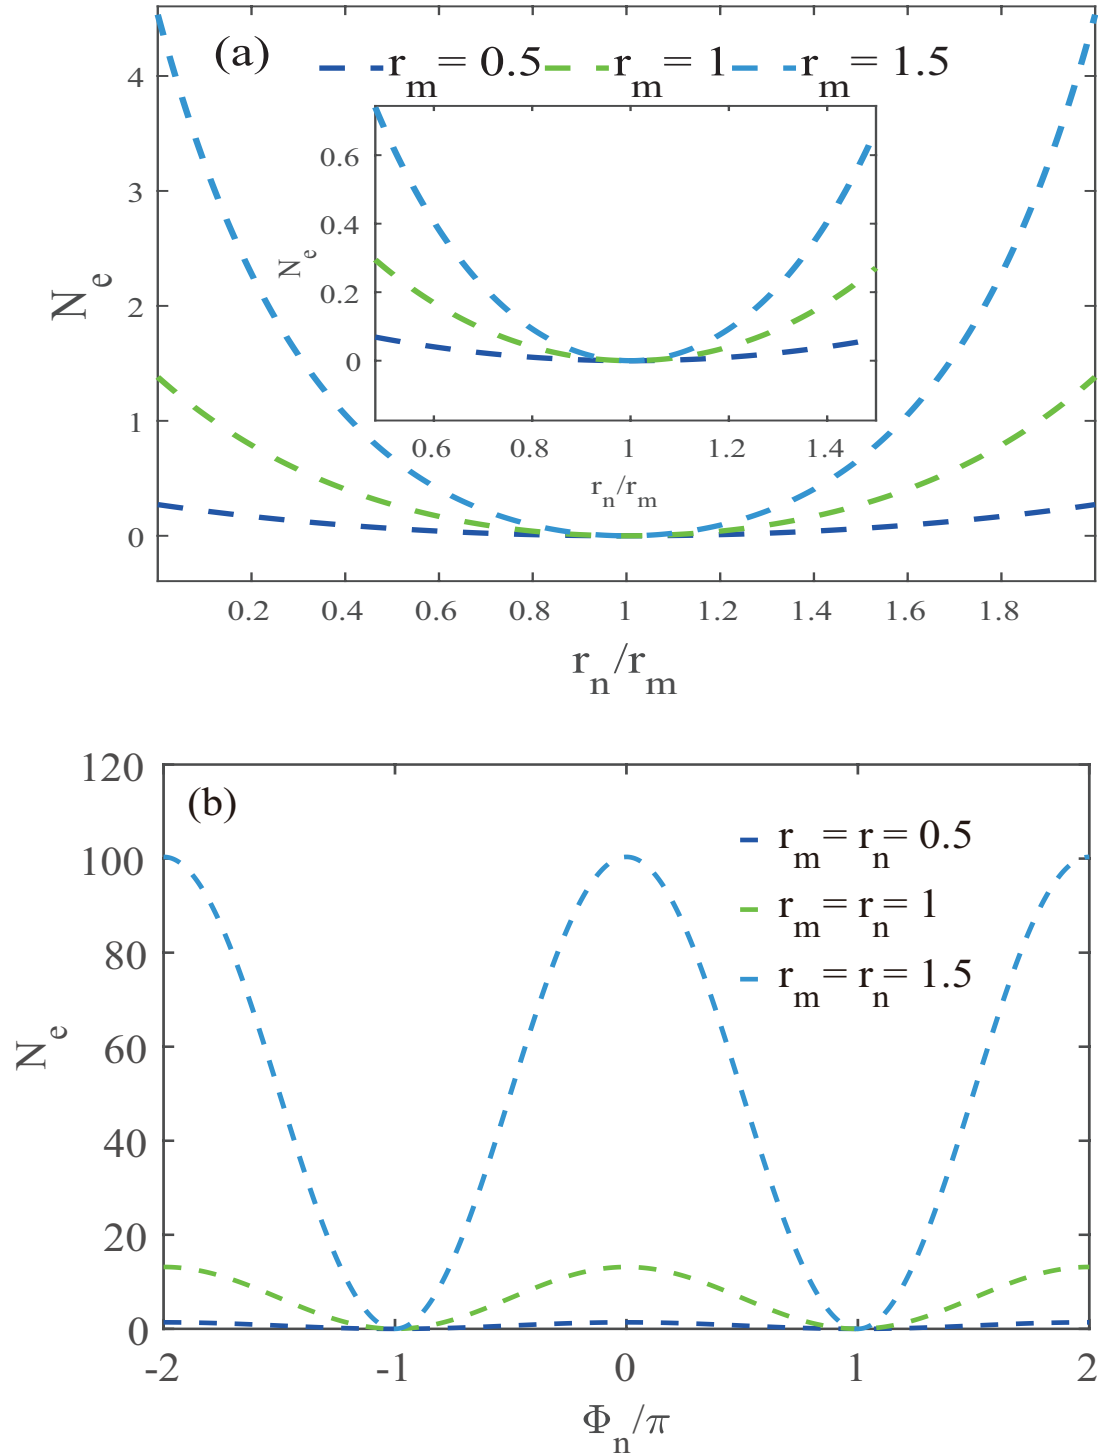 (a) r_m = 0.5 r_m = 1 r_m = 1.5
4
3
2
1
0
N_e
0.6
0.4
0.2
0
N_e
0.6 0.8 1 1.2 1.4
r_n/r_m
0.2 0.4 0.6 0.8 1 1.2 1.4 1.6 1.8
r_n/r_m
(b)
120
100
80
60
40
20
0
N_e
r_m = r_n = 0.5
r_m = r_n = 1
r_m = r_n = 1.5
-2 -1 0 1 2
Φ_n/π